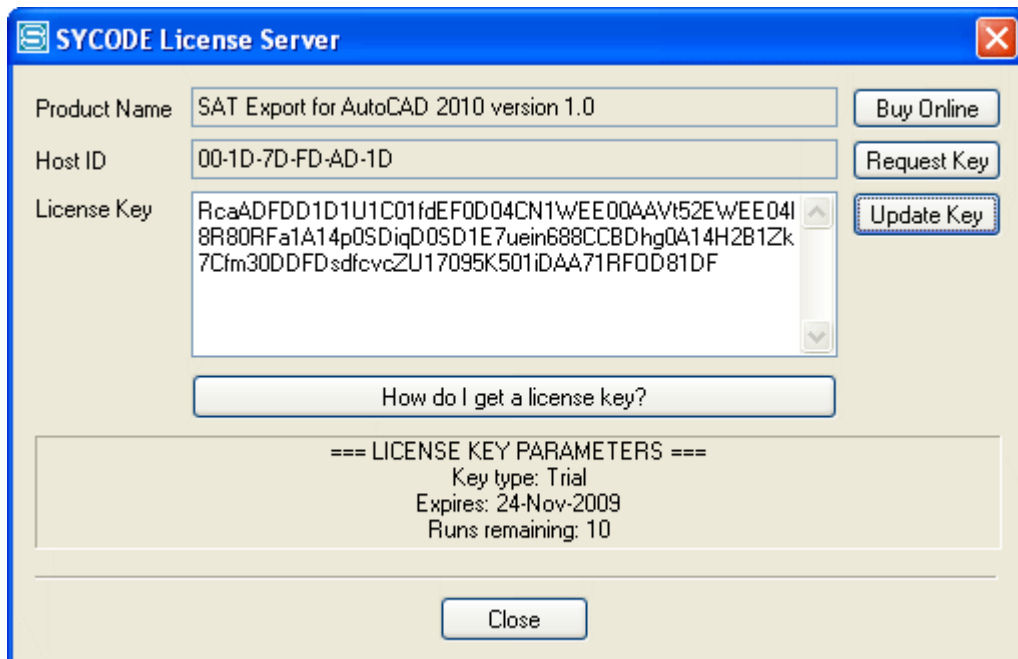 SYCODE License Server
Product Name SAT Export for AutoCAD 2010 version 1.0 Buy Online
Host ID 00-1D-7D-FD-AD-1D Request Key
License Key RcaADFDD1D1U1C01fdEF0D04CN1WEE00AAVt52EWEE04I Update Key
8R80RFa1A14p0SDiqD0SD1E7uein688CCBDhg0A14H2B1Zk
7Cfm30DDFDsdfcvcZU17095K501iDAA71RFOD81DF
How do I get a license key?
=== LICENSE KEY PARAMETERS ===
Key type: Trial
Expires: 24-Nov-2009
Runs remaining: 10
Close